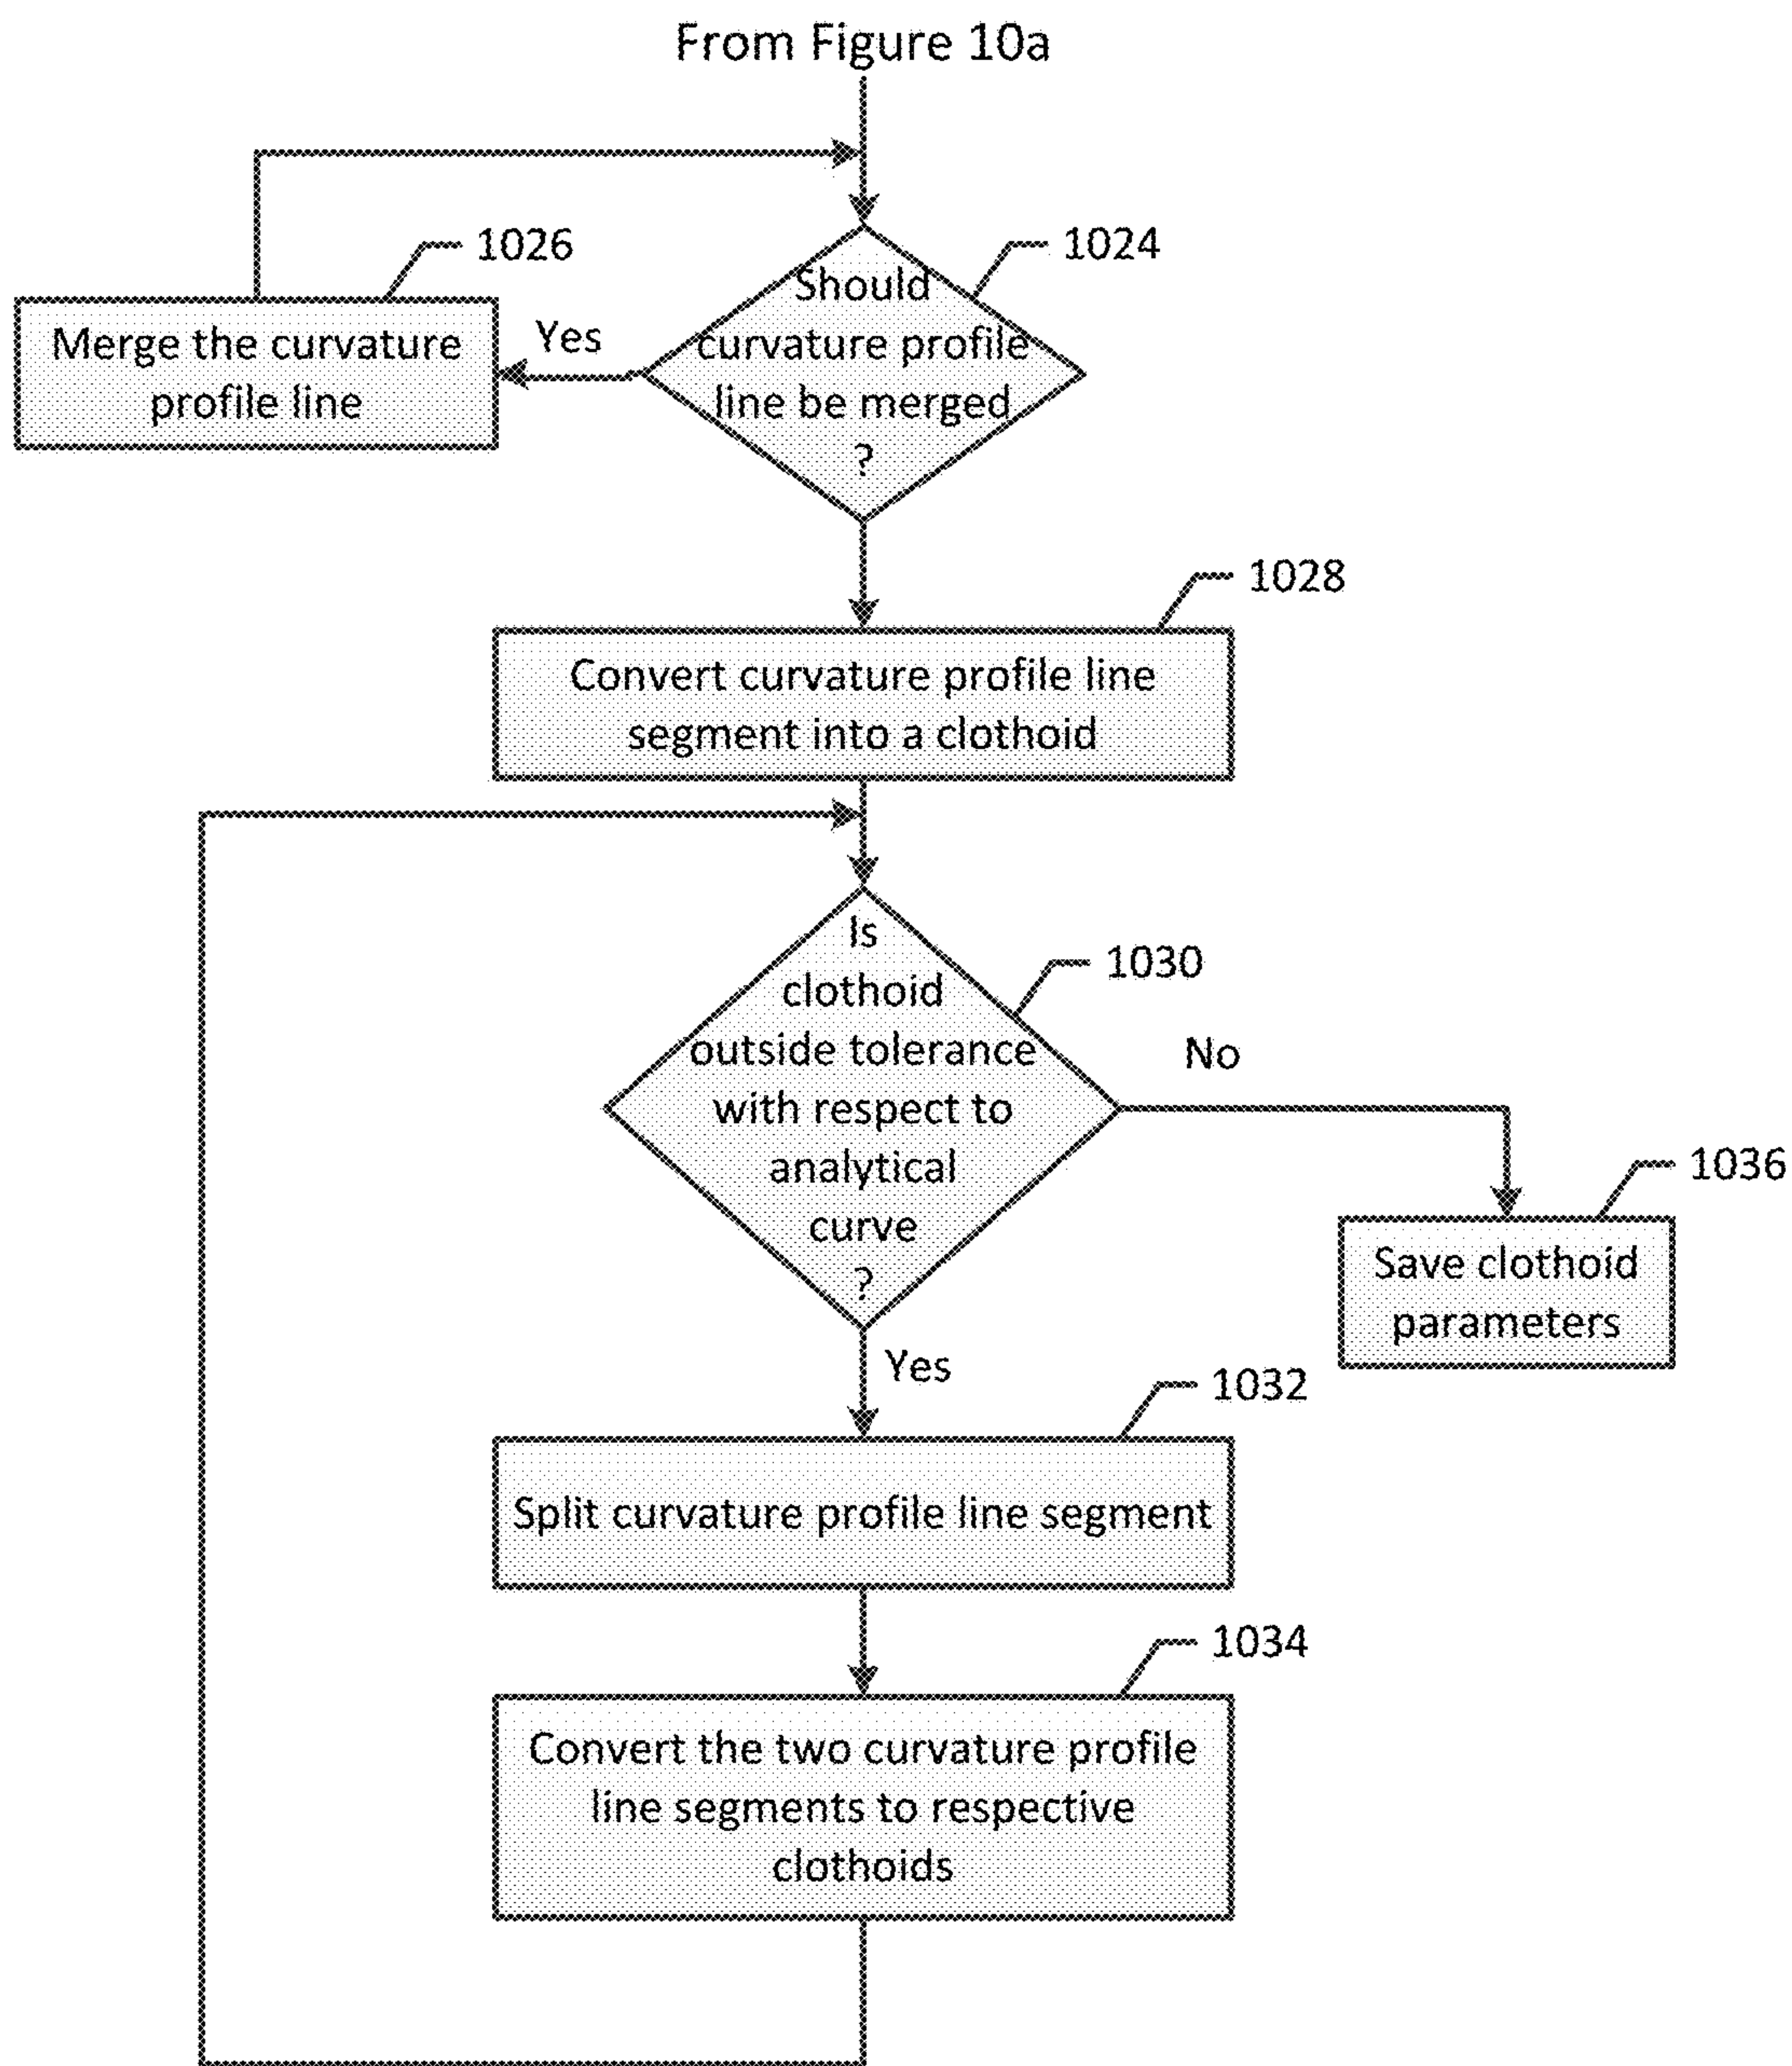 From Figure 10a
1026
1024
Should
curvature profile
line be merged
?
Yes
Merge the curvature
profile line
1028
Convert curvature profile line
segment into a clothoid
1030
Is
clothoid
outside tolerance
with respect to
analytical
curve
?
No
1036
Save clothoid
parameters
Yes
1032
Split curvature profile line segment
1034
Convert the two curvature profile
line segments to respective
clothoids